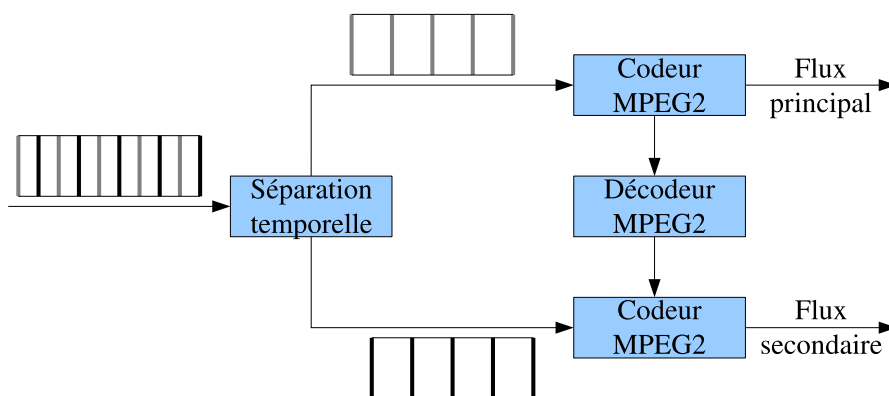 Codeur
MPEG2
Flux
principal
Séparation
temporelle
Décodeur
MPEG2
Codeur
MPEG2
Flux
secondaire